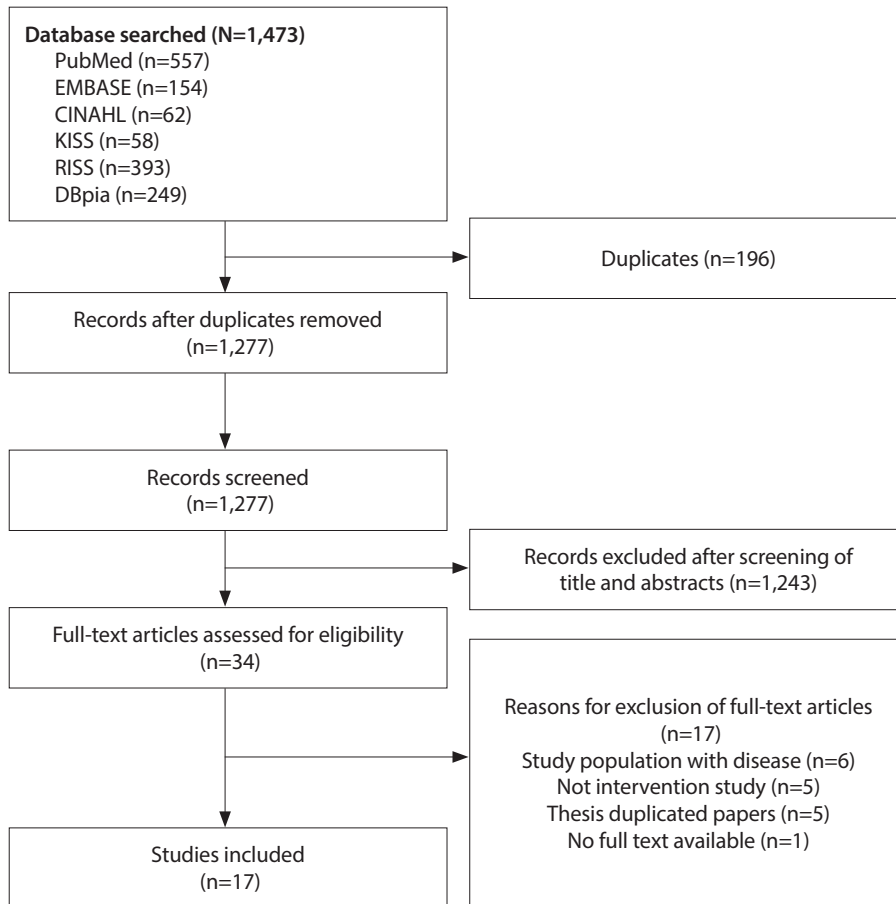 Database searched (N=1,473)
PubMed (n=557)
EMBASE (n=154)
CINAHL (n=62)
KISS (n=58)
RISS (n=393)
DBpia (n=249)
Duplicates (n=196)
Records after duplicates removed
(n=1,277)
Records screened
(n=1,277)
Records excluded after screening of
title and abstracts (n=1,243)
Full-text articles assessed for eligibility
(n=34)
Reasons for exclusion of full-text articles
(n=17)
Study population with disease (n=6)
Not intervention study (n=5)
Thesis duplicated papers (n=5)
No full text available (n=1)
Studies included
(n=17)